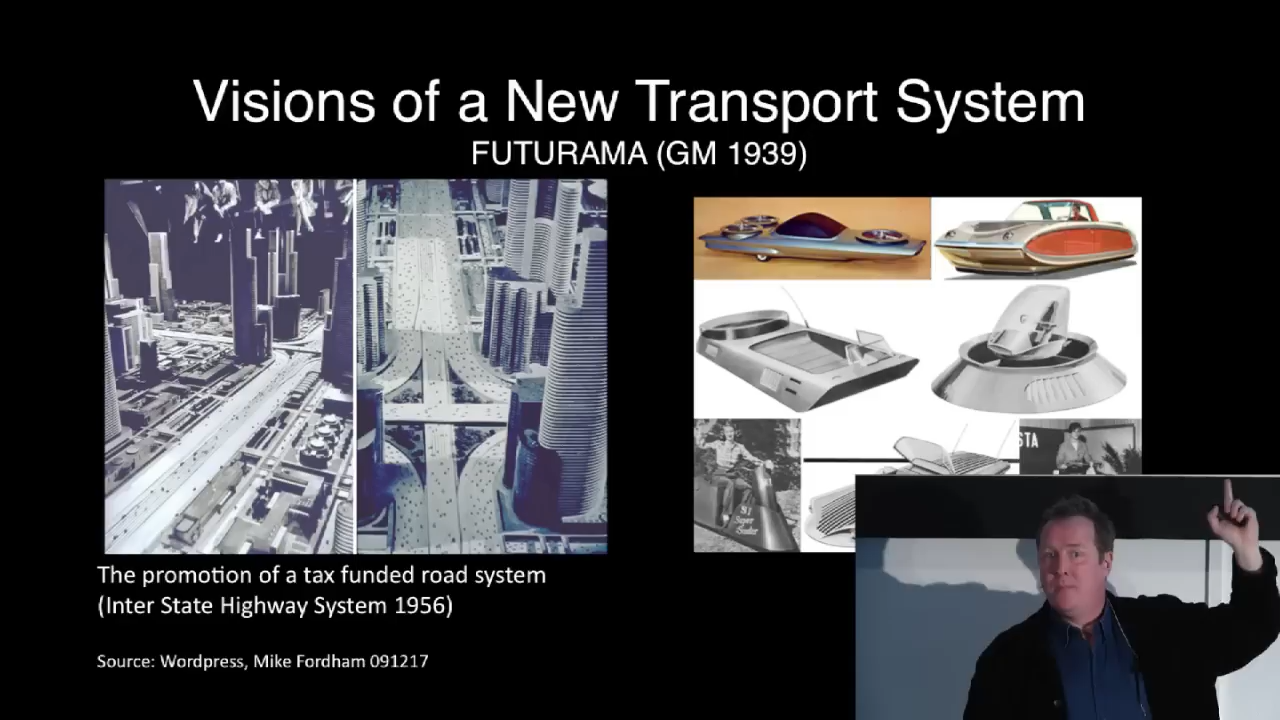 Visions of a New Transport System
FUTURAMA (GM 1939)
STA
The promotion of a tax funded road system
(Inter State Highway System 1956)
Source: Wordpress, Mike Fordham 091217